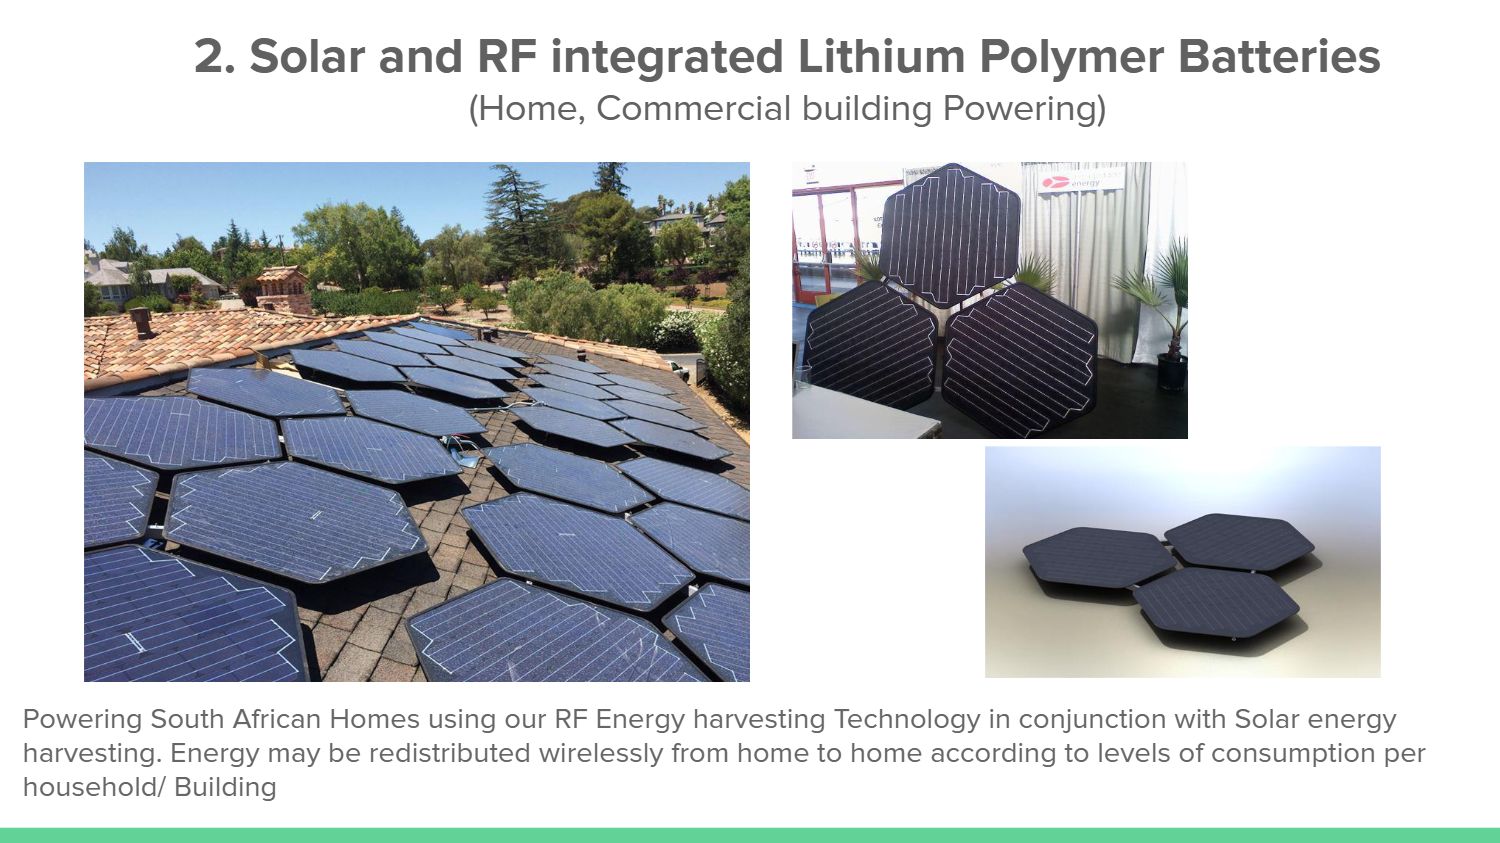 2. Solar and RF integrated Lithium Polymer Batteries
(Home, Commercial building Powering)
energy
Powering South African Homes using our RF Energy harvesting Technology in conjunction with Solar energy
harvesting. Energy may be redistributed wirelessly from home to home according to levels of consumption per
household/ Building